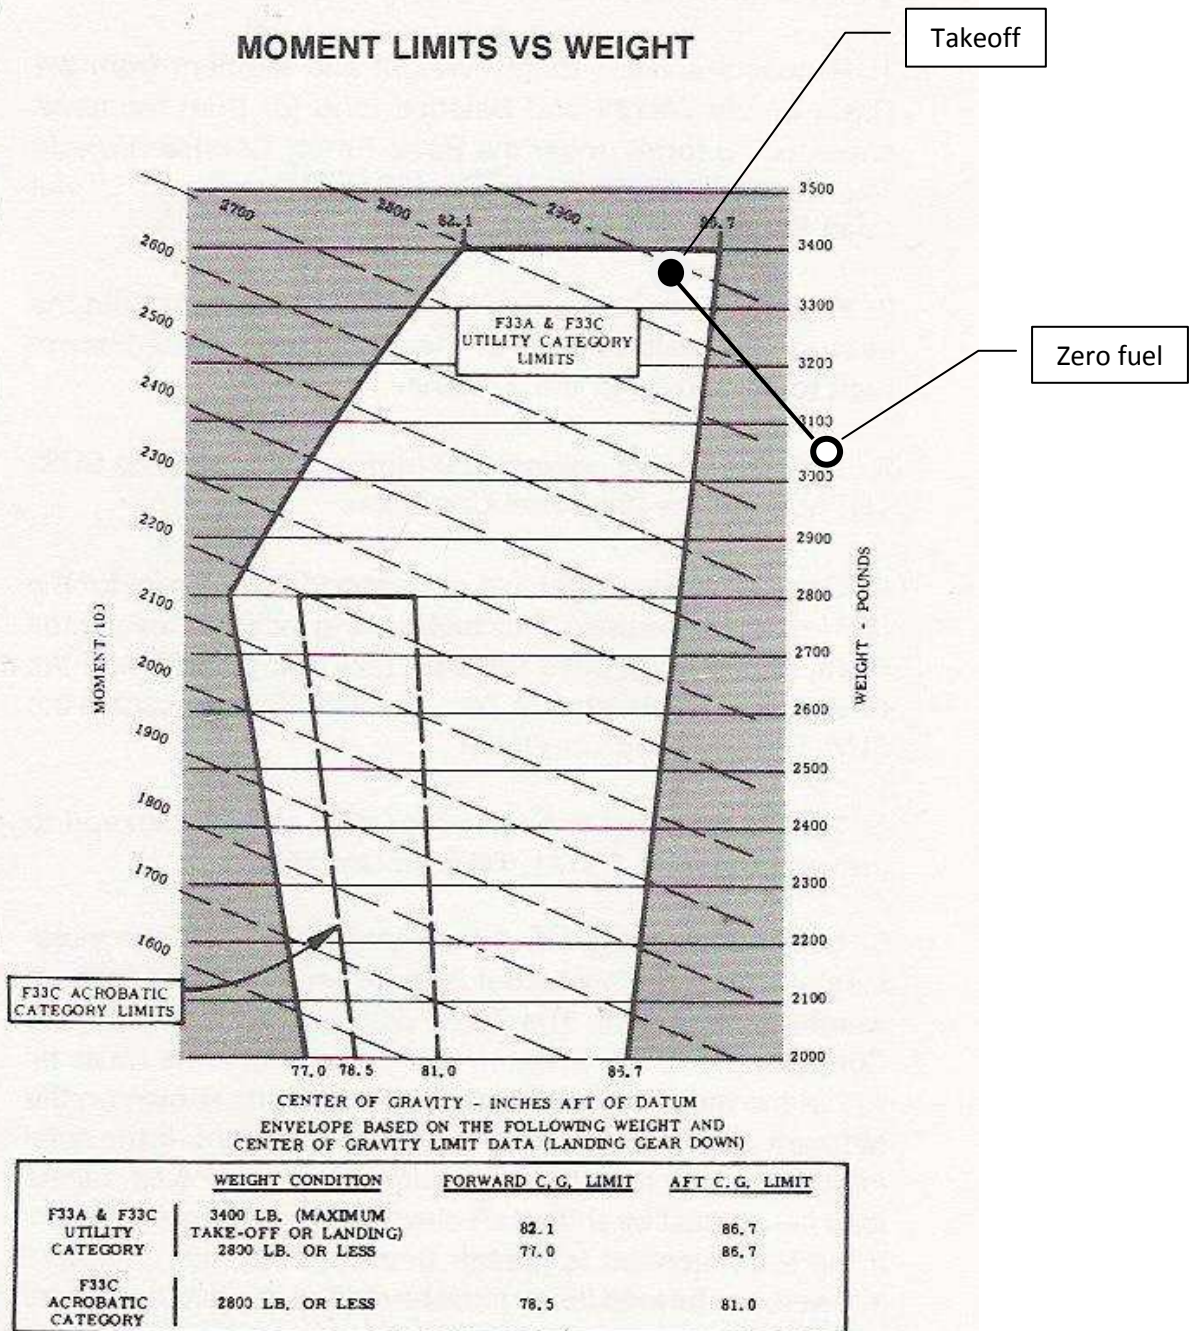 MOMENT LIMITS VS WEIGHT
Takeoff
Zero fuel
3500
3400
3300
3200
3100
3000
2900
2800
2700
2600
2500
2400
2300
2200
2100
2000
WEIGHT - POUNDS
2700
2800
82.1
2900
86.7
2600
2500
2400
2300
2200
2100
2000
1900
1800
1700
1600
MOMENT/100
F33A & F33C
UTILITY CATEGORY
LIMITS
F33C ACROBATIC
CATEGORY LIMITS
77.0 78.5 81.0 86.7
CENTER OF GRAVITY - INCHES AFT OF DATUM
ENVELOPE BASED ON THE FOLLOWING WEIGHT AND
CENTER OF GRAVITY LIMIT DATA (LANDING GEAR DOWN)
WEIGHT CONDITION FORWARD C.G. LIMIT AFT C.G. LIMIT
F33A & F33C
UTILITY
CATEGORY
3400 LB. (MAXIMUM
TAKE-OFF OR LANDING) 82.1 86.7
2800 LB. OR LESS 77.0 86.7
F33C
ACROBATIC
CATEGORY
2800 LB. OR LESS 78.5 81.0